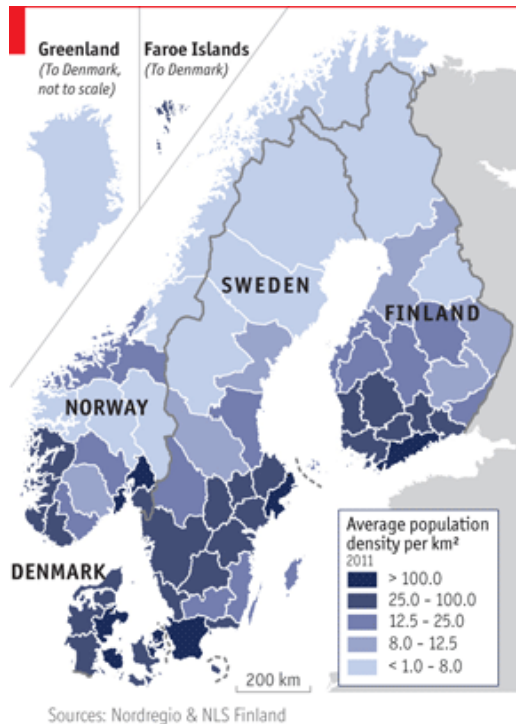 Greenland
(To Denmark,
not to scale)
Faroe Islands
(To Denmark)
SWEDEN
FINLAND
NORWAY
DENMARK
Average population
density per km²
2011
> 100.0
25.0 - 100.0
12.5 - 25.0
8.0 - 12.5
< 1.0 - 8.0
200 km
Sources: Nordregio & NLS Finland